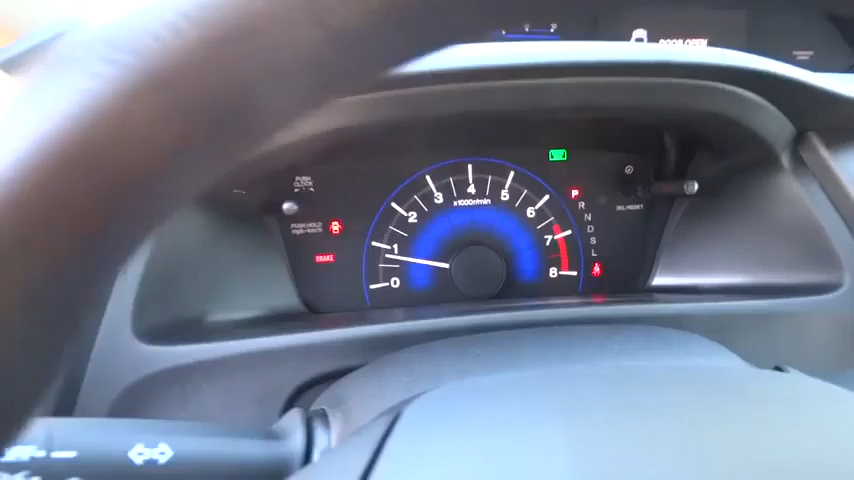 DOOR OPEN
PUSH
CLOCK
PUSH HOLD
mph↔km/h
BRAKE
x1000r/min
0
1
2
3
4
5
6
7
8
P
R
N
D
S
L
SEL/RESET